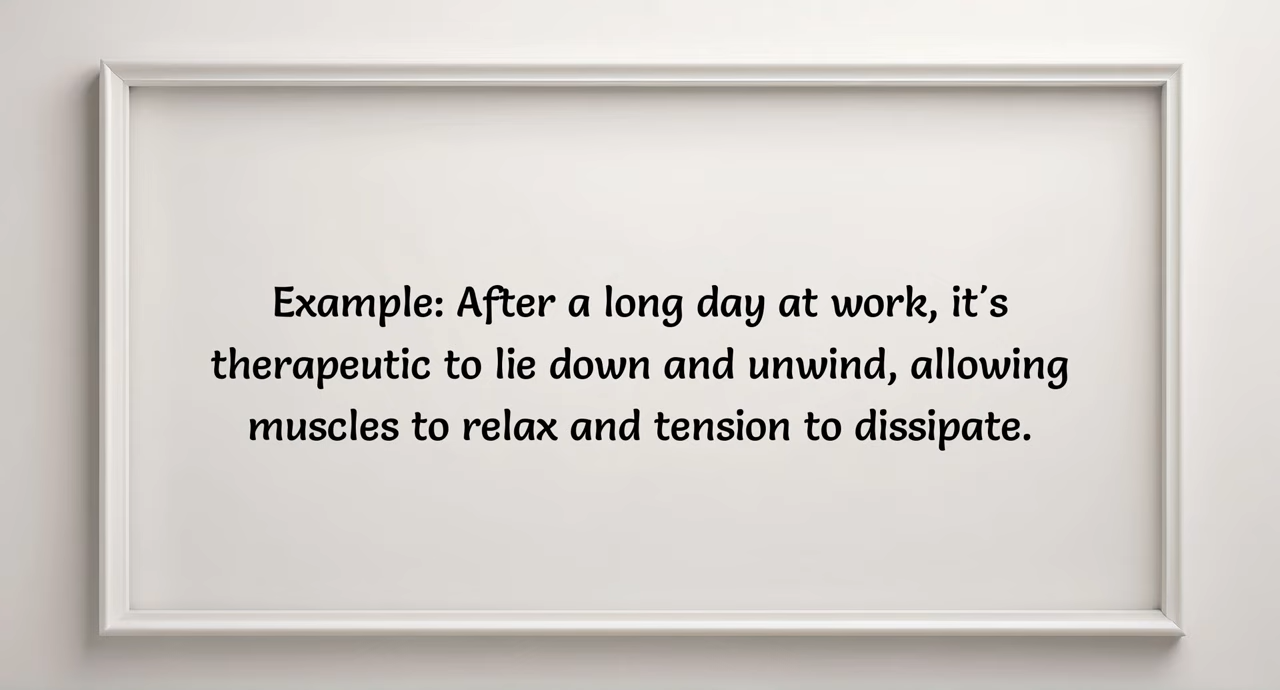 Example: After a long day at work, it's
therapeutic to lie down and unwind, allowing
muscles to relax and tension to dissipate.